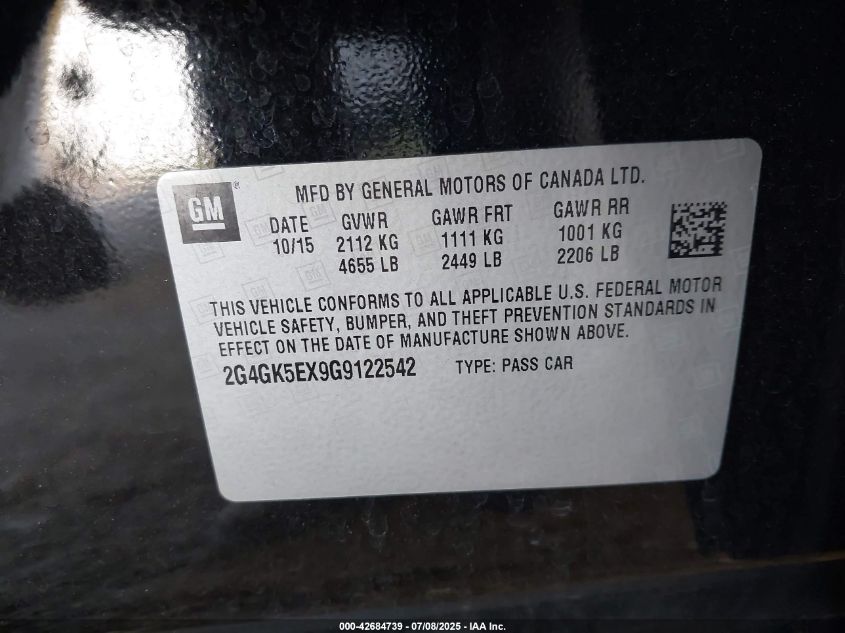 GM®
MFD BY GENERAL MOTORS OF CANADA LTD.
DATE GVWR GAWR FRT GAWR RR
10/15 2112 KG 1111 KG 1001 KG
4655 LB 2449 LB 2206 LB
THIS VEHICLE CONFORMS TO ALL APPLICABLE U.S. FEDERAL MOTOR
VEHICLE SAFETY, BUMPER, AND THEFT PREVENTION STANDARDS IN
EFFECT ON THE DATE OF MANUFACTURE SHOWN ABOVE.
2G4GK5EX9G9122542 TYPE: PASS CAR
000-42684739 - 07/08/2025 - IAA Inc.